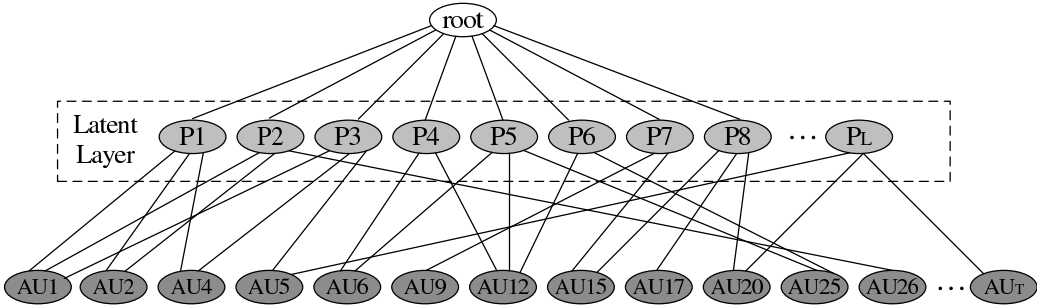 root
Latent
Layer
P1 P2 P3 P4 P5 P6 P7 P8 ··· PL
AU1 AU2 AU4 AU5 AU6 AU9 AU12 AU15 AU17 AU20 AU25 AU26 ··· AUT